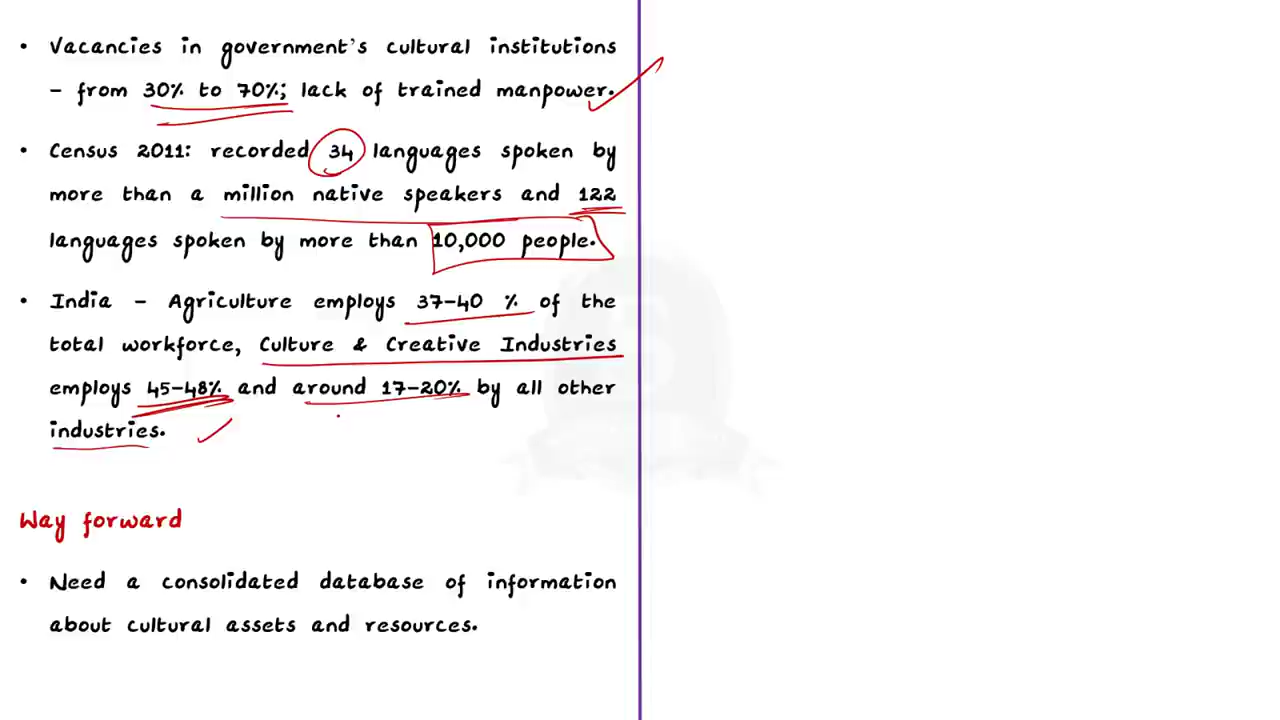 • Vacancies in government's cultural institutions
– from 30% to 70%; lack of trained manpower.
• Census 2011: recorded 34 languages spoken by
more than a million native speakers and 122
languages spoken by more than 10,000 people.
• India – Agriculture employs 37–40 % of the
total workforce, Culture & Creative Industries
employs 45–48% and around 17–20% by all other
industries.
Way forward
• Need a consolidated database of information
about cultural assets and resources.